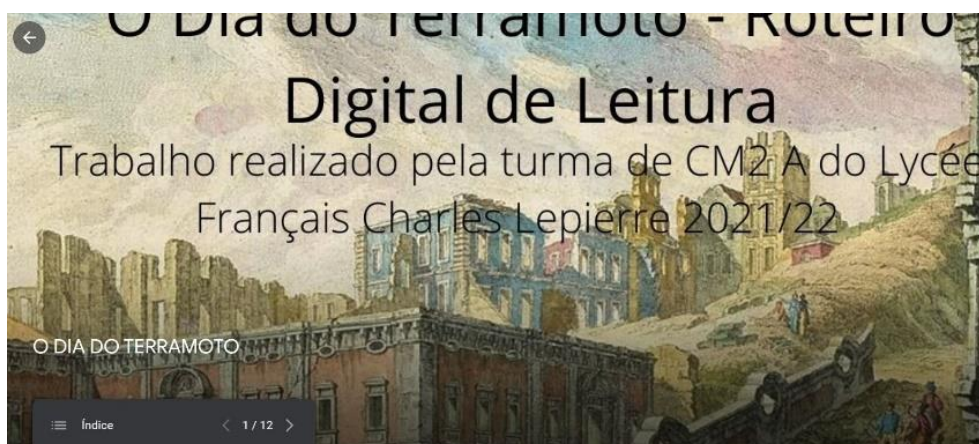 O Dia do Terramoto - Roteiro
Digital de Leitura
Trabalho realizado pela turma de CM2 A do Lycée
Français Charles Lepierre 2021/22
O DIA DO TERRAMOTO
Índice
1 / 12